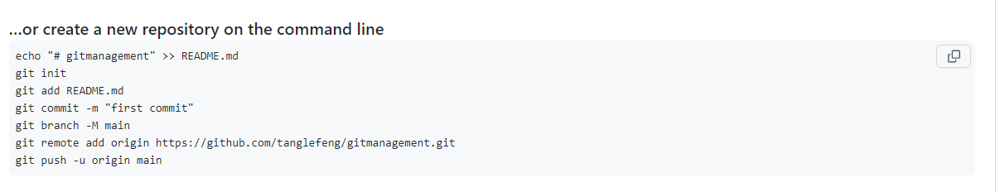 ...or create a new repository on the command line
echo "# gitmanagement" >> README.md
git init
git add README.md
git commit -m "first commit"
git branch -M main
git remote add origin https://github.com/tanglefeng/gitmanagement.git
git push -u origin main